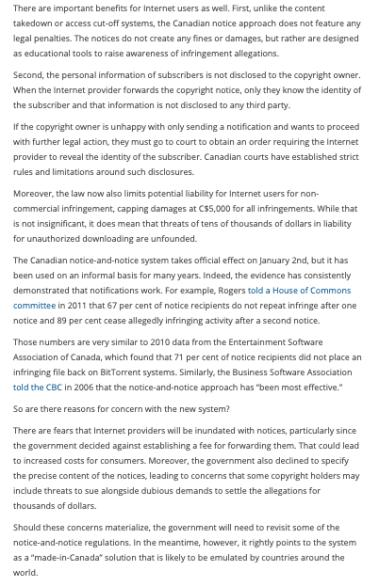 There are important benefits for Internet users as well. First, unlike the content
takedown or access cut-off systems, the Canadian notice approach does not feature any
legal penalties. The notices do not create any fines or damages, but rather are designed
as educational tools to raise awareness of infringement allegations.
Second, the personal information of subscribers is not disclosed to the copyright owner.
When the Internet provider forwards the copyright notice, only they know the identity of
the subscriber and that information is not disclosed to any third party.
If the copyright owner is unhappy with only sending a notification and wants to proceed
with further legal action, they must go to court to obtain an order requiring the Internet
provider to reveal the identity of the subscriber. Canadian courts have established strict
rules and limitations around such disclosures.
Moreover, the law now also limits potential liability for Internet users for non-
commercial infringement, capping damages at C$5,000 for all infringements. While that
is not insignificant, it does mean that threats of tens of thousands of dollars in liability
for unauthorized downloading are unfounded.
The Canadian notice-and-notice system takes official effect on January 2nd, but it has
been used on an informal basis for many years. Indeed, the evidence has consistently
demonstrated that notifications work. For example, Rogers told a House of Commons
committee in 2011 that 67 per cent of notice recipients do not repeat infringe after one
notice and 89 per cent cease allegedly infringing activity after a second notice.
Those numbers are very similar to 2010 data from the Entertainment Software
Association of Canada, which found that 71 per cent of notice recipients did not place an
infringing file back on BitTorrent systems. Similarly, the Business Software Association
told the CBC in 2006 that the notice-and-notice approach has "been most effective."
So are there reasons for concern with the new system?
There are fears that Internet providers will be inundated with notices, particularly since
the government decided against establishing a fee for forwarding them. That could lead
to increased costs for consumers. Moreover, the government also declined to specify
the precise content of the notices, leading to concerns that some copyright holders may
include threats to sue alongside dubious demands to settle the allegations for
thousands of dollars.
Should these concerns materialize, the government will need to revisit some of the
notice-and-notice regulations. In the meantime, however, it rightly points to the system
as a "made-in-Canada" solution that is likely to be emulated by countries around the
world.